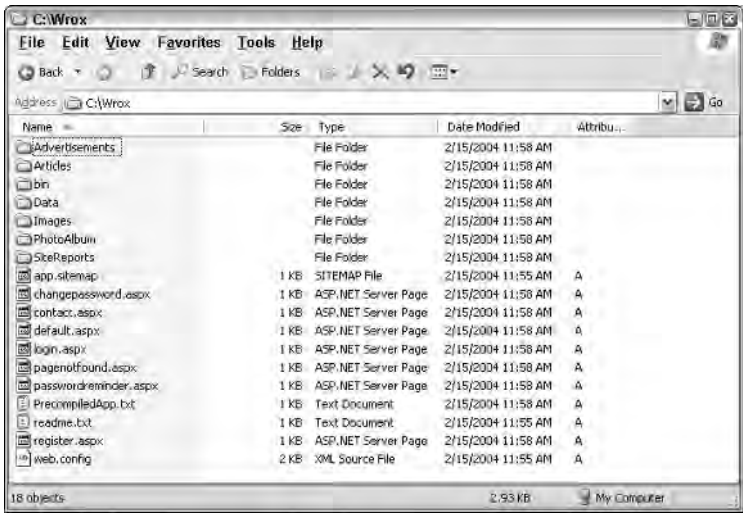 C:\Wrox
File Edit View Favorites Tools Help
Back Search Folders
Address C:\Wrox Go
Name Size Type Date Modified Attribu...
Advertisements File Folder 2/15/2004 11:58 AM
Articles File Folder 2/15/2004 11:58 AM
bin File Folder 2/15/2004 11:58 AM
Data File Folder 2/15/2004 11:58 AM
Images File Folder 2/15/2004 11:58 AM
PhotoAlbum File Folder 2/15/2004 11:58 AM
SiteReports File Folder 2/15/2004 11:58 AM
app.sitemap 1 KB SITEMAP File 2/15/2004 11:55 AM A
changepassword.aspx 1 KB ASP.NET Server Page 2/15/2004 11:58 AM A
contact.aspx 1 KB ASP.NET Server Page 2/15/2004 11:58 AM A
default.aspx 1 KB ASP.NET Server Page 2/15/2004 11:58 AM A
login.aspx 1 KB ASP.NET Server Page 2/15/2004 11:58 AM A
pagenotfound.aspx 1 KB ASP.NET Server Page 2/15/2004 11:58 AM A
passwordreminder.aspx 1 KB ASP.NET Server Page 2/15/2004 11:58 AM A
PrecompiledApp.txt 1 KB Text Document 2/15/2004 11:58 AM A
readme.txt 1 KB Text Document 2/15/2004 11:55 AM A
register.aspx 1 KB ASP.NET Server Page 2/15/2004 11:58 AM A
web.config 2 KB XML Source File 2/15/2004 11:55 AM A
18 objects 2.93 KB My Computer